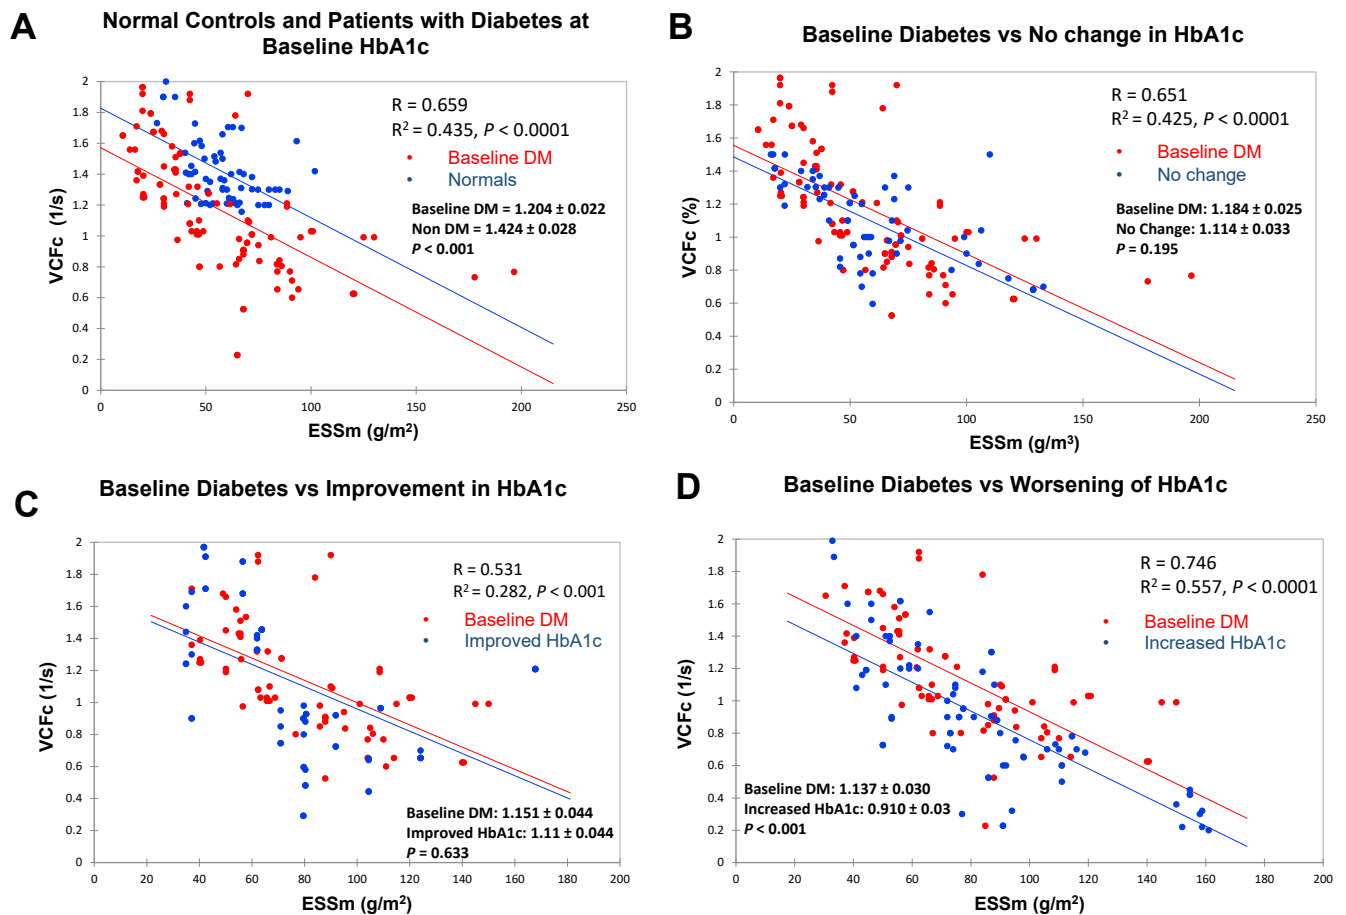 A
Normal Controls and Patients with Diabetes at
Baseline HbA1c
VCFc (1/s)
2
1.8
1.6
1.4
1.2
1
0.8
0.6
0.4
0.2
0
R = 0.659
R² = 0.435, P < 0.0001
Baseline DM
Normals
Baseline DM = 1.204 ± 0.022
Non DM = 1.424 ± 0.028
P < 0.001
0 50 100 150 200 250
ESSm (g/m²)
B
Baseline Diabetes vs No change in HbA1c
VCFc (%)
2
1.8
1.6
1.4
1.2
1
0.8
0.6
0.4
0.2
0
R = 0.651
R² = 0.425, P < 0.0001
Baseline DM
No change
Baseline DM: 1.184 ± 0.025
No Change: 1.114 ± 0.033
P = 0.195
0 50 100 150 200 250
ESSm (g/m³)
C
Baseline Diabetes vs Improvement in HbA1c
VCFc (1/s)
2
1.8
1.6
1.4
1.2
1
0.8
0.6
0.4
0.2
0
R = 0.531
R² = 0.282, P < 0.001
Baseline DM
Improved HbA1c
Baseline DM: 1.151 ± 0.044
Improved HbA1c: 1.11 ± 0.044
P = 0.633
0 20 40 60 80 100 120 140 160 180 200
ESSm (g/m²)
D
Baseline Diabetes vs Worsening of HbA1c
VCFc (1/s)
2
1.8
1.6
1.4
1.2
1
0.8
0.6
0.4
0.2
0
R = 0.746
R² = 0.557, P < 0.0001
Baseline DM
Increased HbA1c
Baseline DM: 1.137 ± 0.030
Increased HbA1c: 0.910 ± 0.03
P < 0.001
0 20 40 60 80 100 120 140 160 180 200
ESSm (g/m²)